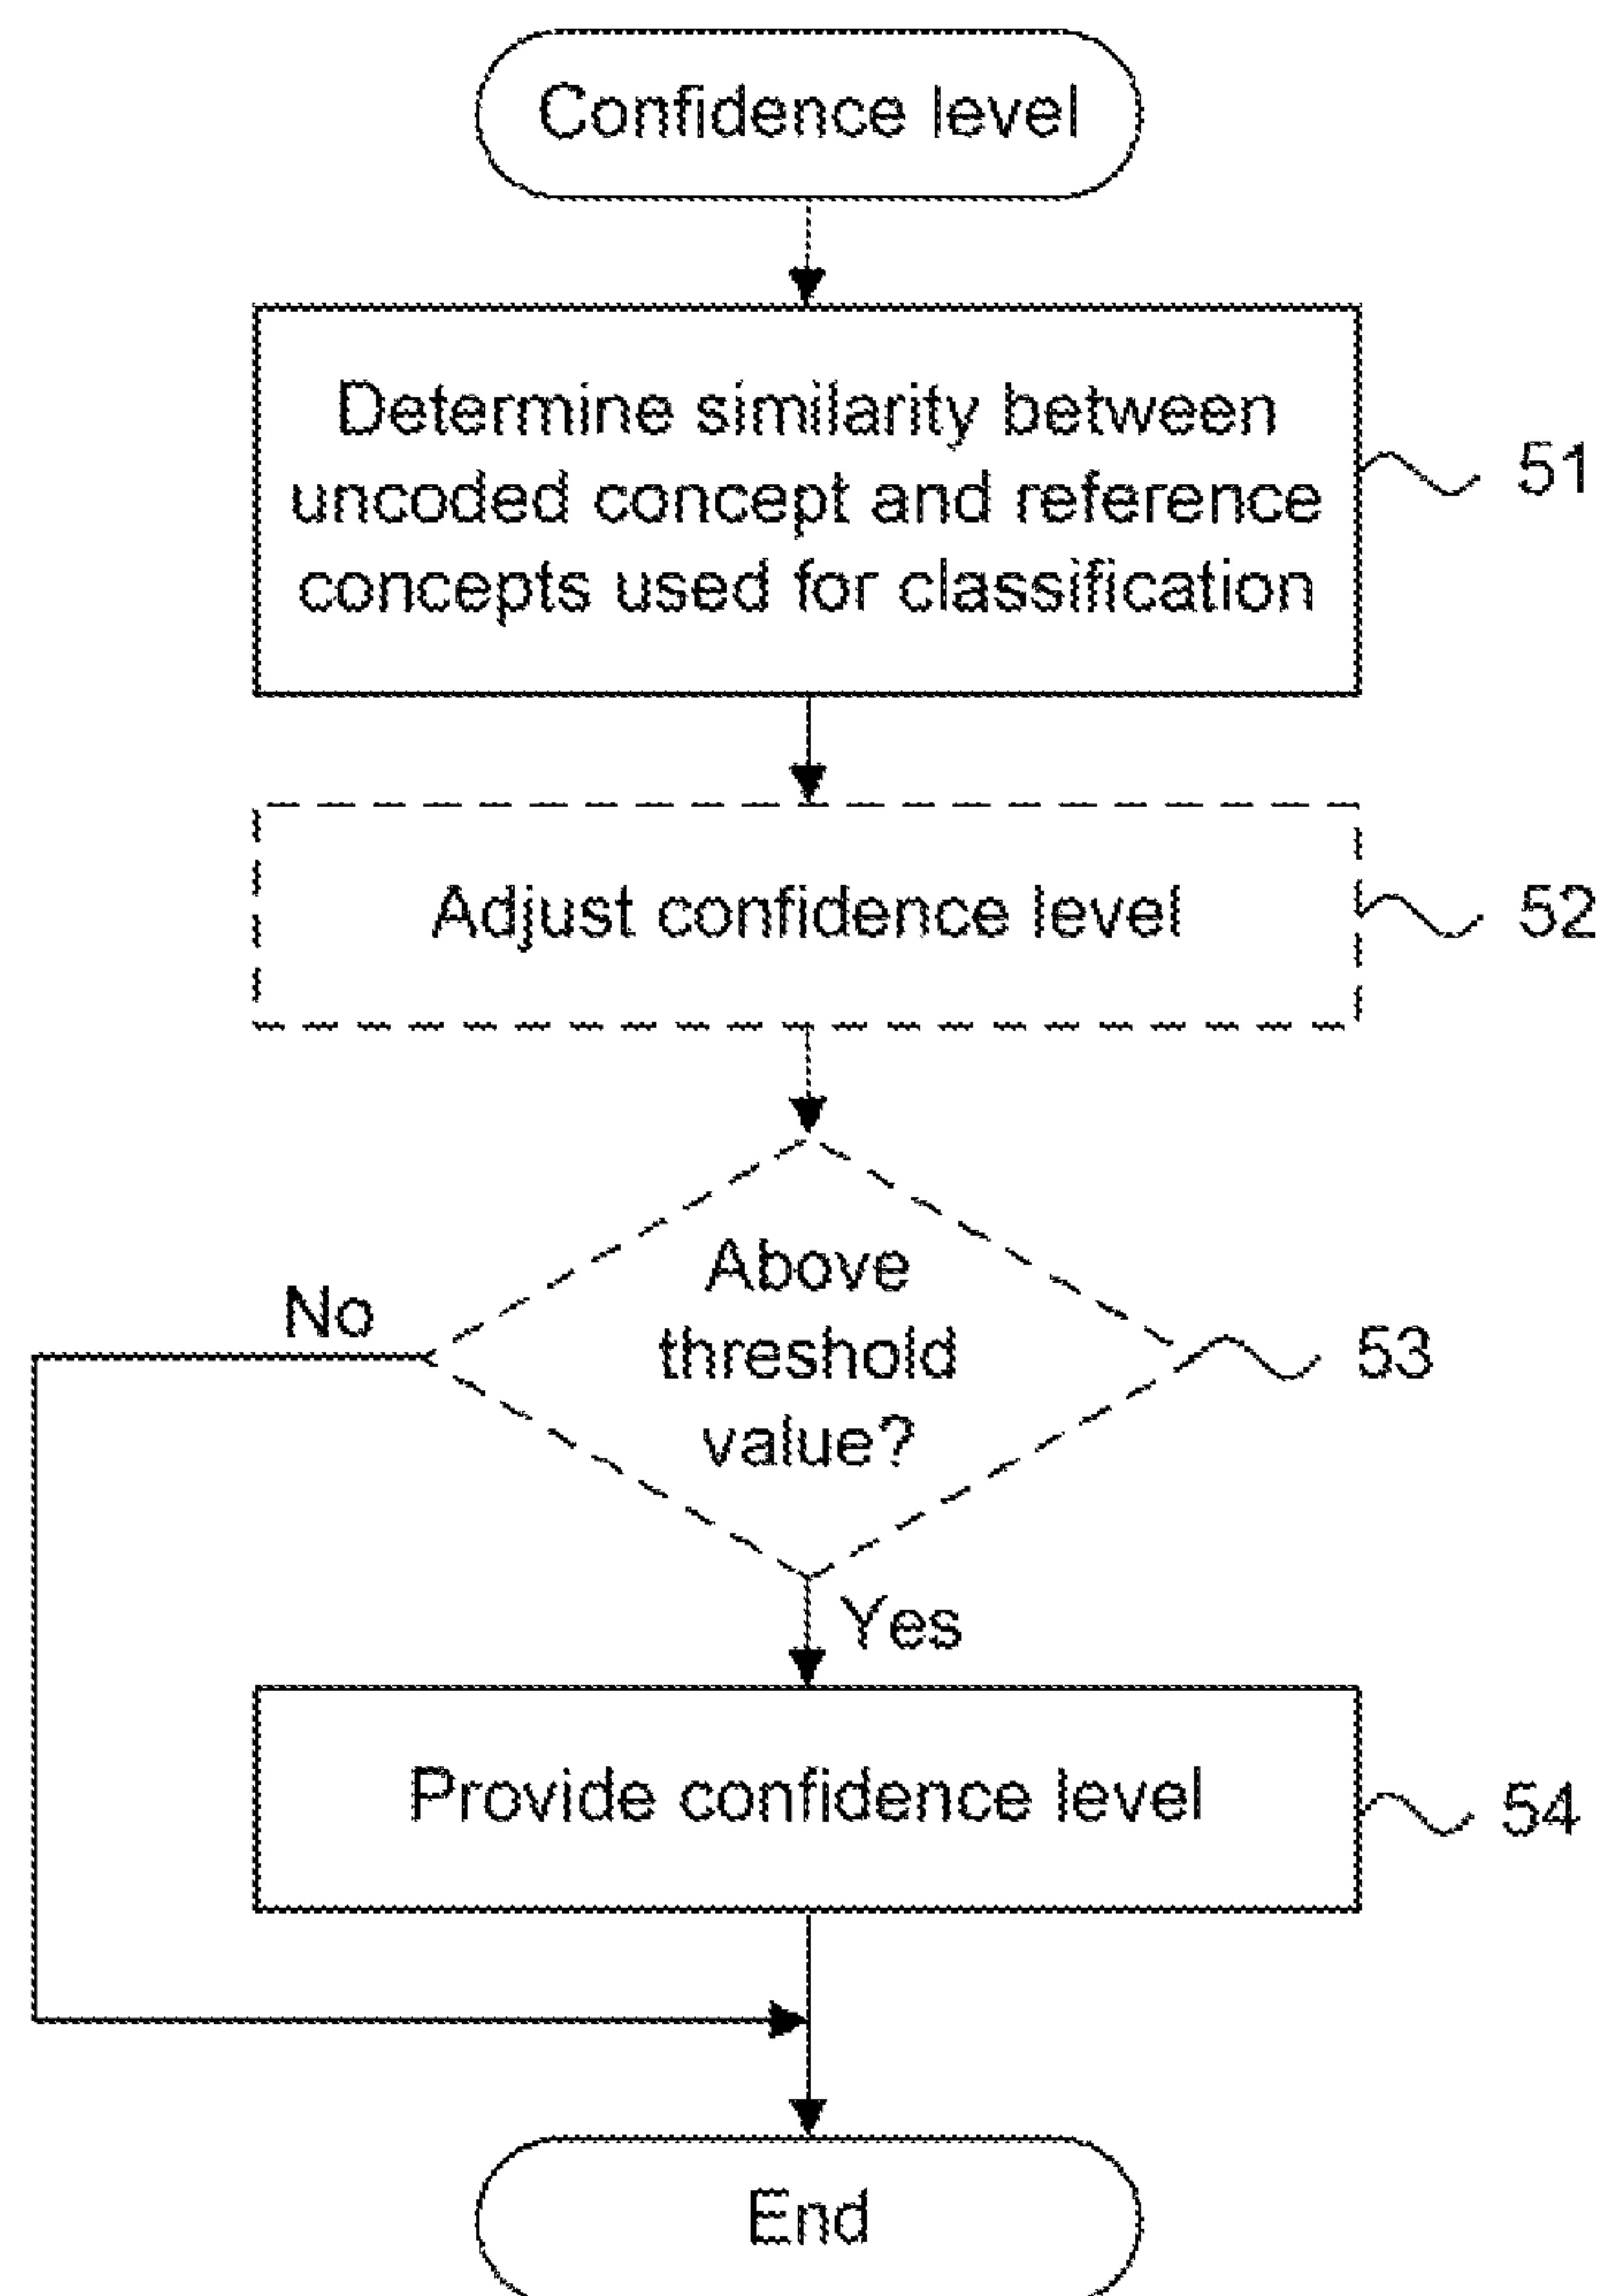 Confidence level
Determine similarity between
uncoded concept and reference
concepts used for classification
51
Adjust confidence level
52
Above
threshold
value?
No
53
Yes
Provide confidence level
54
End